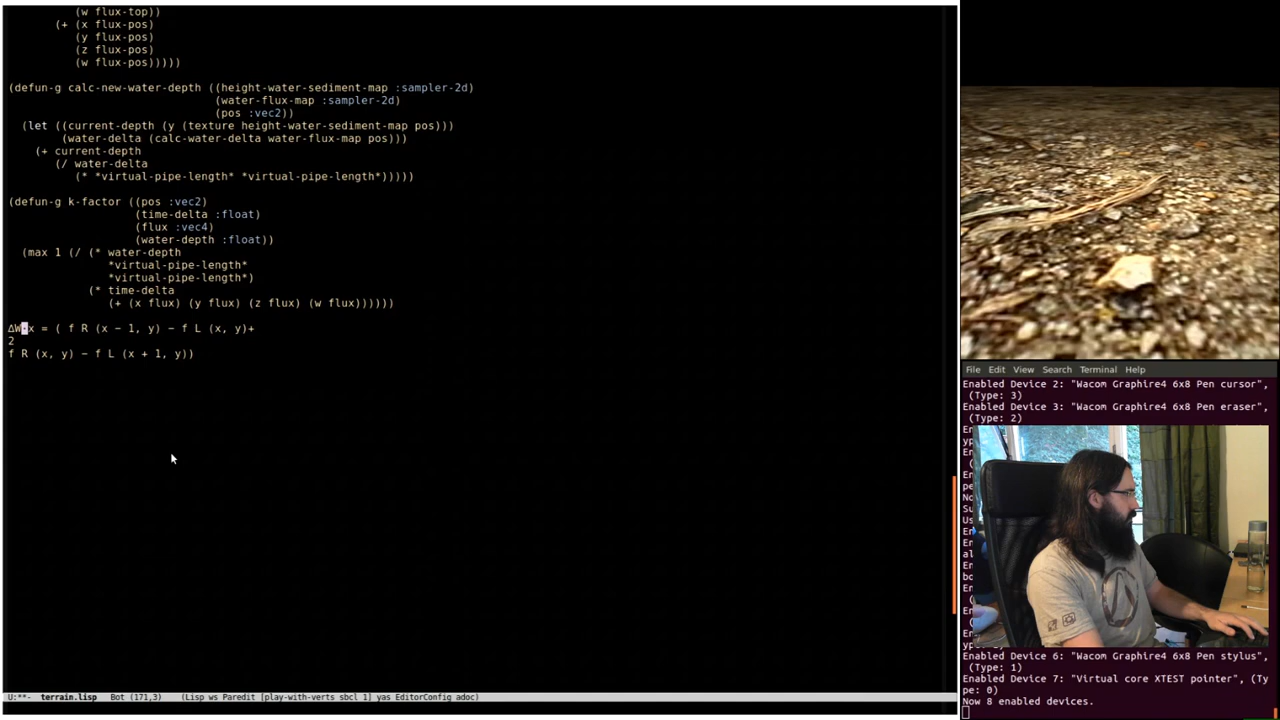 (w flux-top))
(+ (x flux-pos)
(y flux-pos)
(z flux-pos)
(w flux-pos)))))
(defun-g calc-new-water-depth ((height-water-sediment-map :sampler-2d)
(water-flux-map :sampler-2d)
(pos :vec2))
(let ((current-depth (y (texture height-water-sediment-map pos)))
(water-delta (calc-water-delta water-flux-map pos)))
(+ current-depth
(/ water-delta
(* *virtual-pipe-length* *virtual-pipe-length*)))))
(defun-g k-factor ((pos :vec2)
(time-delta :float)
(flux :vec4)
(water-depth :float))
(max 1 (/ (* water-depth
*virtual-pipe-length*
*virtual-pipe-length*)
(* time-delta
(+ (x flux) (y flux) (z flux) (w flux))))))
x = ( f R (x − 1, y) − f L (x, y)+
2
f R (x, y) − f L (x + 1, y))
U:**- terrain.lisp Bot (171,3) (Lisp ws Paredit [play-with-verts sbcl 1] yas EditorConfig adoc)
File Edit View Search Terminal Help
Enabled Device 2: "Wacom Graphire4 6x8 Pen cursor",
(Type: 3)
Enabled Device 3: "Wacom Graphire4 6x8 Pen eraser",
(Type: 2)
Enabled Device 6: "Wacom Graphire4 6x8 Pen stylus",
(Type: 1)
Enabled Device 7: "Virtual core XTEST pointer", (Ty
pe: 0)
Now 8 enabled devices.